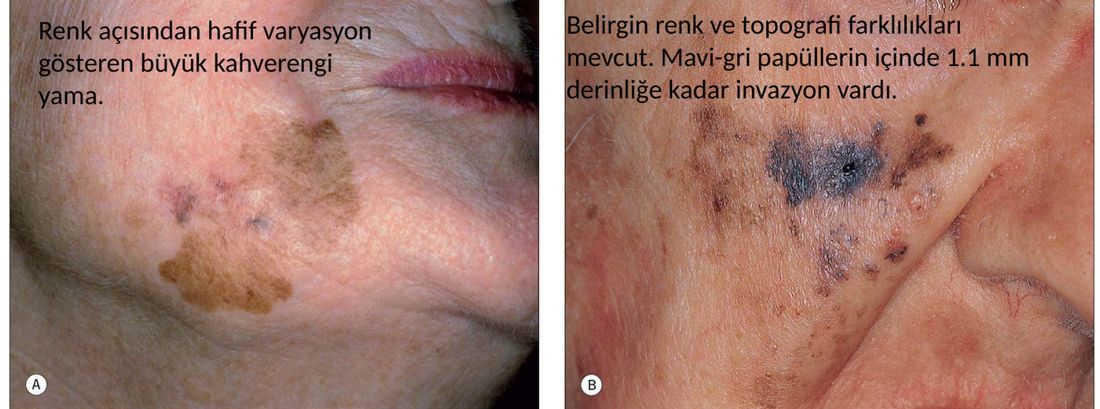 Renk açısından hafif varyasyon
gösteren büyük kahverengi
yama.
A
Belirgin renk ve topografi farklılıkları
mevcut. Mavi-gri papüllerin içinde 1.1 mm
derinliğe kadar invazyon vardı.
B